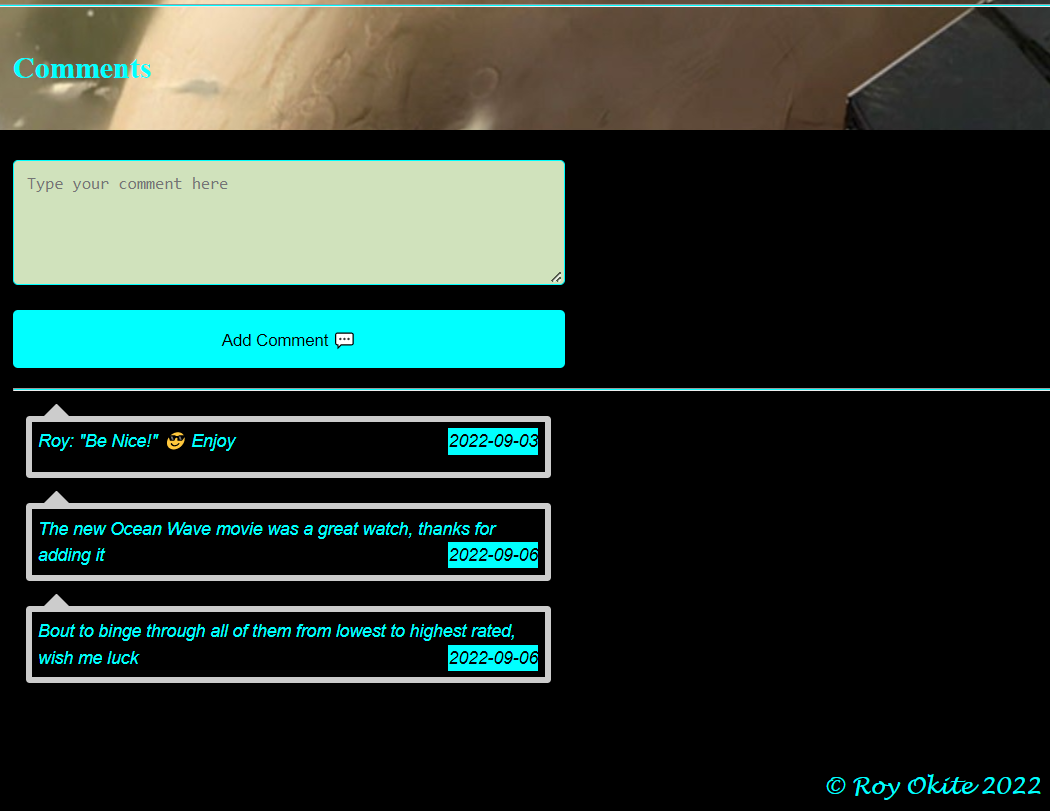 Comments
Type your comment here
Add Comment 💬
Roy: "Be Nice!" 😎 Enjoy 2022-09-03
The new Ocean Wave movie was a great watch, thanks for
adding it 2022-09-06
Bout to binge through all of them from lowest to highest rated,
wish me luck 2022-09-06
© Roy Okite 2022